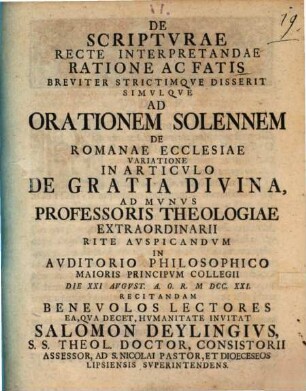 19.
DE
SCRIPTVRAE
RECTE INTERPRETANDAE
RATIONE AC FATIS
BREVITER STRICTIMQVE DISSERIT
SIMVLQVE
AD
ORATIONEM SOLENNEM
DE
ROMANAE ECCLESIAE
VARIATIONE
IN ARTICVLO
DE GRATIA DIVINA,
AD MVNVS
PROFESSORIS THEOLOGIAE
EXTRAORDINARII
RITE AVSPICANDVM
IN
AVDITORIO PHILOSOPHICO
MAIORIS PRINCIPVM COLLEGII
DIE XXI AVGVST. A. O. R. M DCC. XXI.
RECITANDAM
BENEVOLOS LECTORES
EA, QVA DECET, HVMANITATE INVITAT
SALOMON DEYLINGIVS,
S. S. THEOL. DOCTOR, CONSISTORII
ASSESSOR, AD S. NICOLAI PASTOR, ET DIOECESEOS
LIPSIENSIS SVPERINTENDENS.